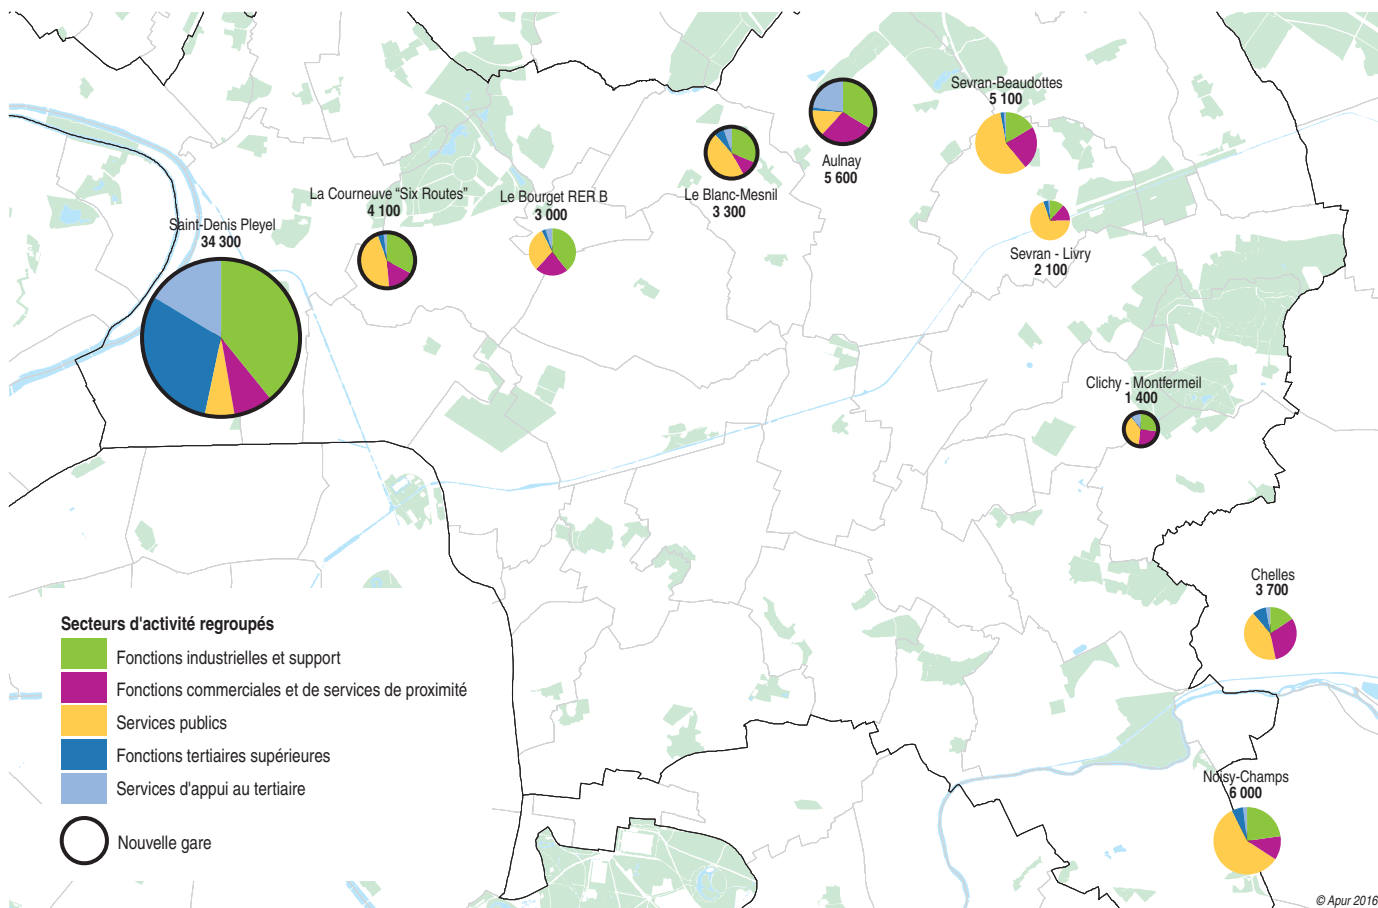 Sevran-Beaudottes
5 100
Aulnay
5 600
La Courneuve “Six Routes”
4 100
Le Bourget RER B
3 000
Le Blanc-Mesnil
3 300
Saint-Denis Pleyel
34 300
Sevran - Livry
2 100
Clichy - Montfermeil
1 400
Chelles
3 700
Noisy-Champs
6 000
Secteurs d'activité regroupés
Fonctions industrielles et support
Fonctions commerciales et de services de proximité
Services publics
Fonctions tertiaires supérieures
Services d'appui au tertiaire
Nouvelle gare
© Apur 2016